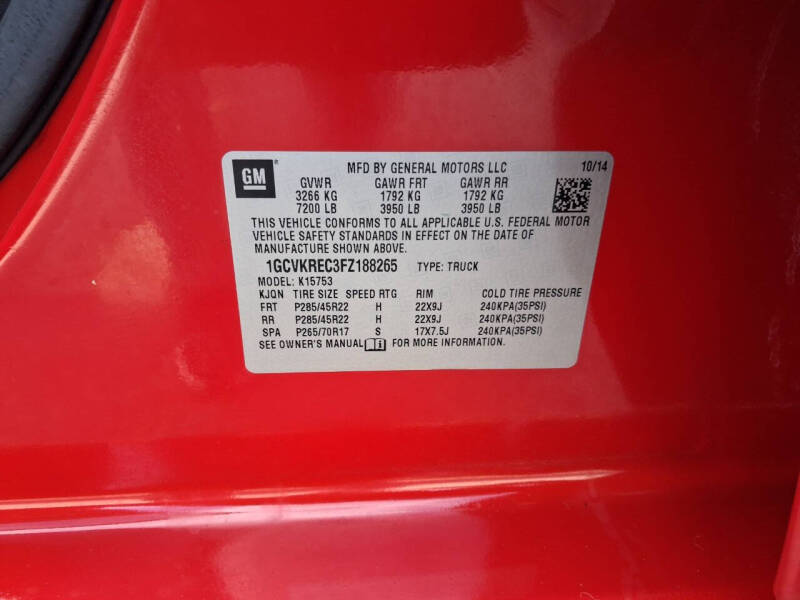 GM ® MFD BY GENERAL MOTORS LLC 10/14
GVWR GAWR FRT GAWR RR
3266 KG 1792 KG 1792 KG
7200 LB 3950 LB 3950 LB
THIS VEHICLE CONFORMS TO ALL APPLICABLE U.S. FEDERAL MOTOR
VEHICLE SAFETY STANDARDS IN EFFECT ON THE DATE OF
MANUFACTURE SHOWN ABOVE.
1GCVKREC3FZ188265 TYPE: TRUCK
MODEL: K15753
KJQN TIRE SIZE SPEED RTG RIM COLD TIRE PRESSURE
FRT P285/45R22 H 22X9J 240KPA(35PSI)
RR P285/45R22 H 22X9J 240KPA(35PSI)
SPA P265/70R17 S 17X7.5J 240KPA(35PSI)
SEE OWNER'S MANUAL i FOR MORE INFORMATION.